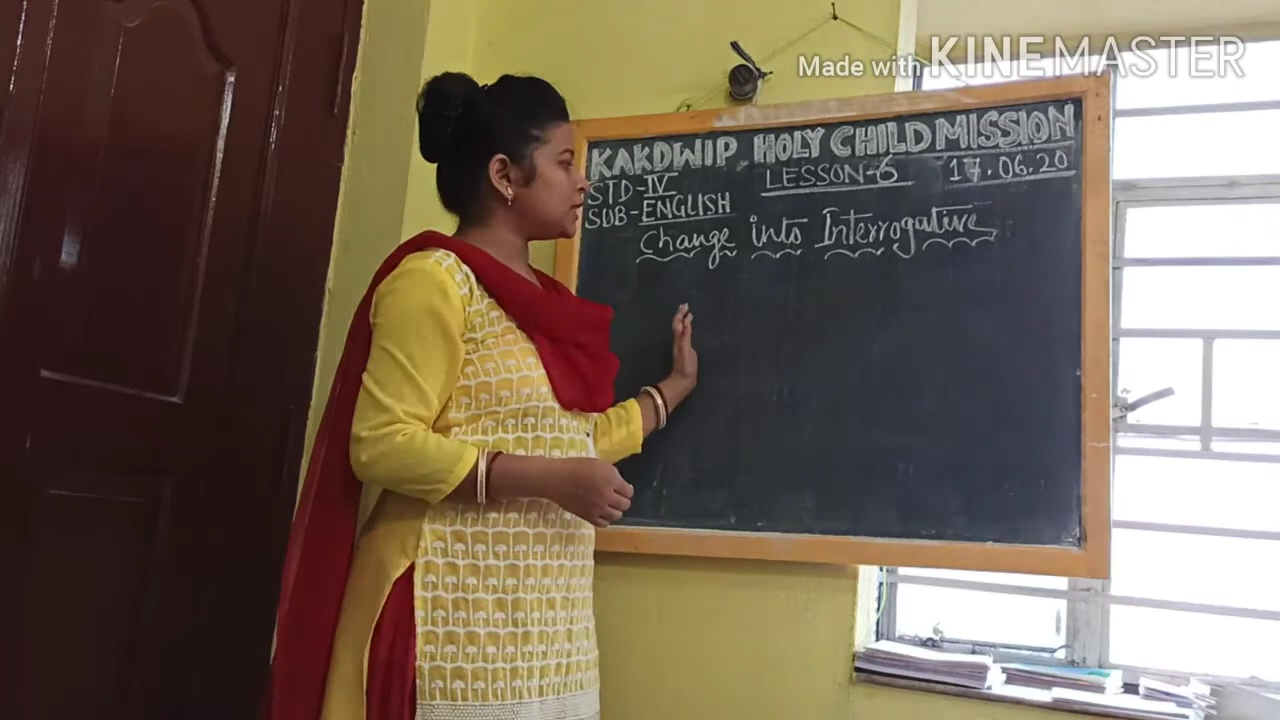 Made with KINEMASTER
KAKDWIP HOLY CHILD MISSION
STD-IV LESSON-6 17.06.20
SUB-ENGLISH
Change into Interrogative